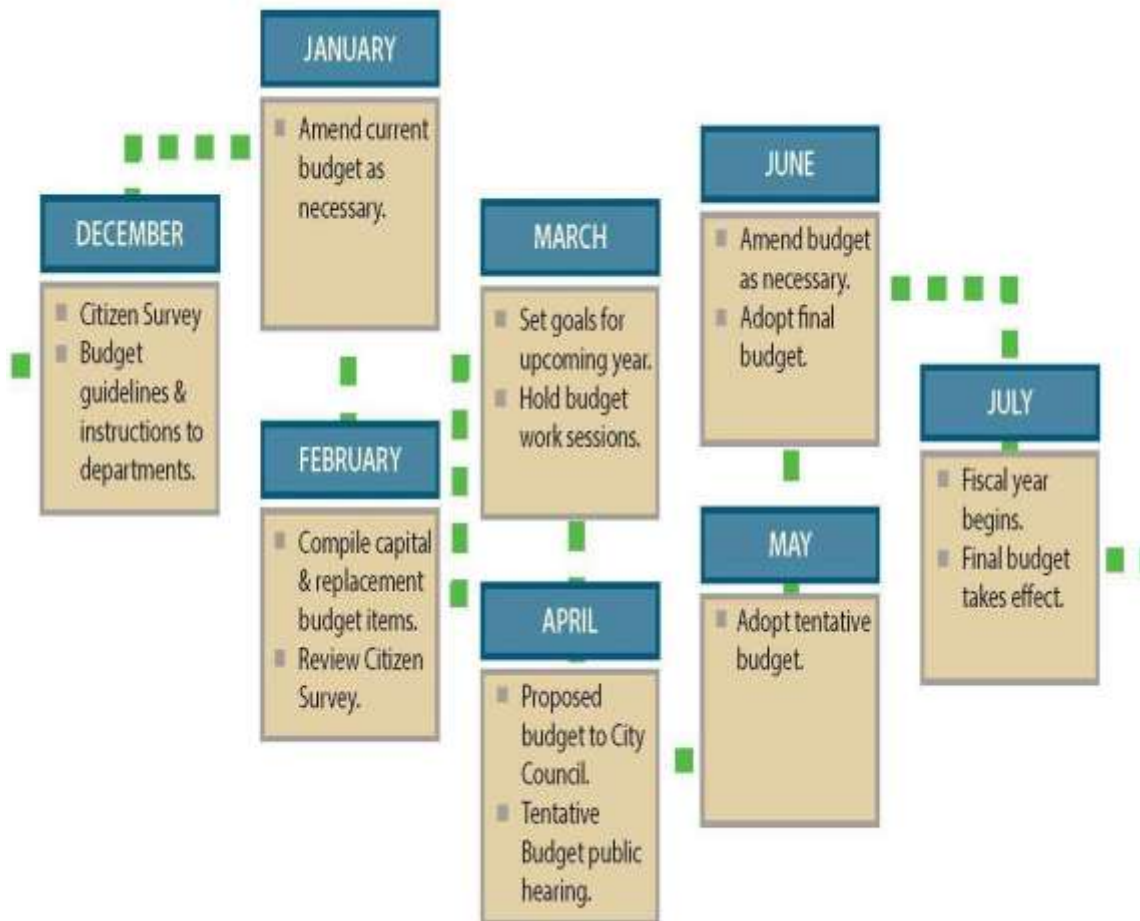 DECEMBER
Citizen Survey
Budget
guidelines &
instructions to
departments.
JANUARY
Amend current
budget as
necessary.
FEBRUARY
Compile capital
& replacement
budget items.
Review Citizen
Survey.
MARCH
Set goals for
upcoming year.
Hold budget
work sessions.
APRIL
Proposed
budget to City
Council.
Tentative
Budget public
hearing.
MAY
Adopt tentative
budget.
JUNE
Amend budget
as necessary.
Adopt final
budget.
JULY
Fiscal year
begins.
Final budget
takes effect.